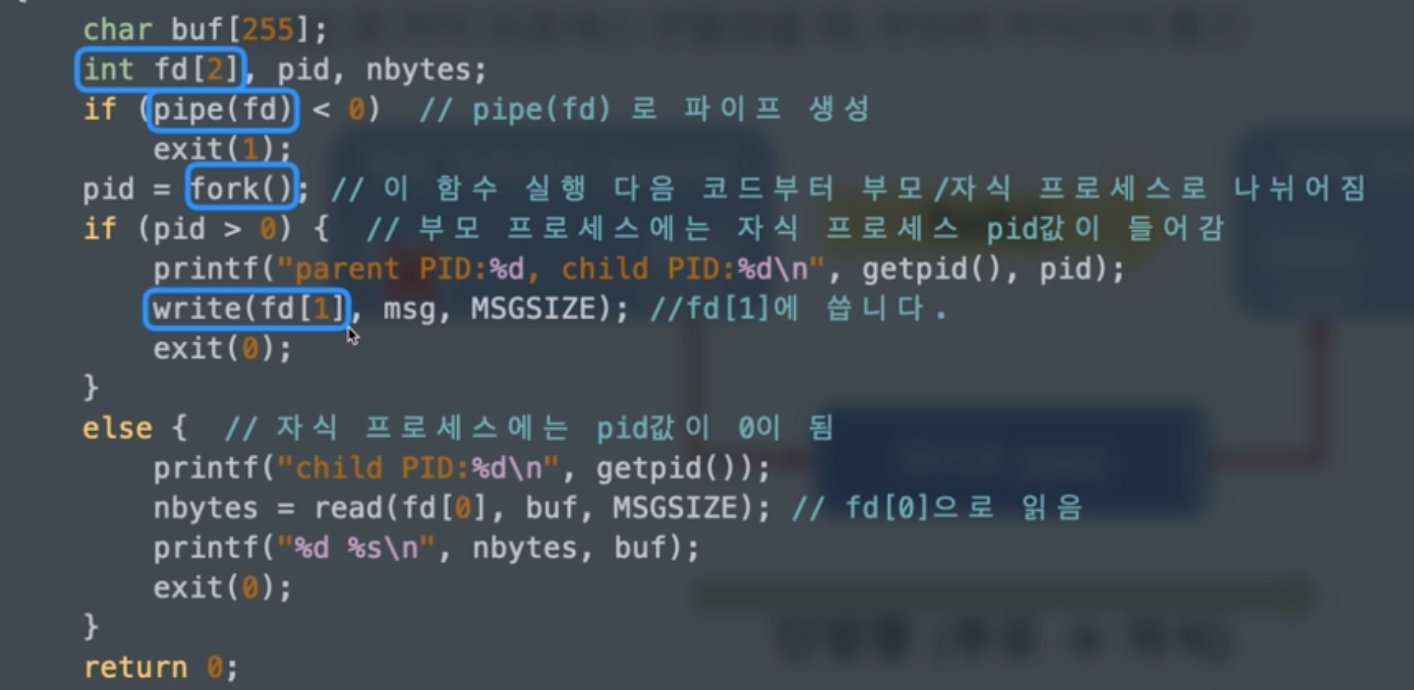 char buf[255];
int fd[2], pid, nbytes;
if (pipe(fd) < 0)  // pipe(fd) 로 파이프 생성
exit(1);
pid = fork(); // 이 함수 실행 다음 코드부터 부모/자식 프로세스로 나뉘어짐
if (pid > 0) {  // 부모 프로세스에는 자식 프로세스 pid값이 들어감
printf("parent PID:%d, child PID:%d\n", getpid(), pid);
write(fd[1], msg, MSGSIZE); //fd[1]에 씁니다.
exit(0);
}
else {  // 자식 프로세스에는 pid값이 0이 됨
printf("child PID:%d\n", getpid());
nbytes = read(fd[0], buf, MSGSIZE); // fd[0]으로 읽음
printf("%d %s\n", nbytes, buf);
exit(0);
}
return 0;